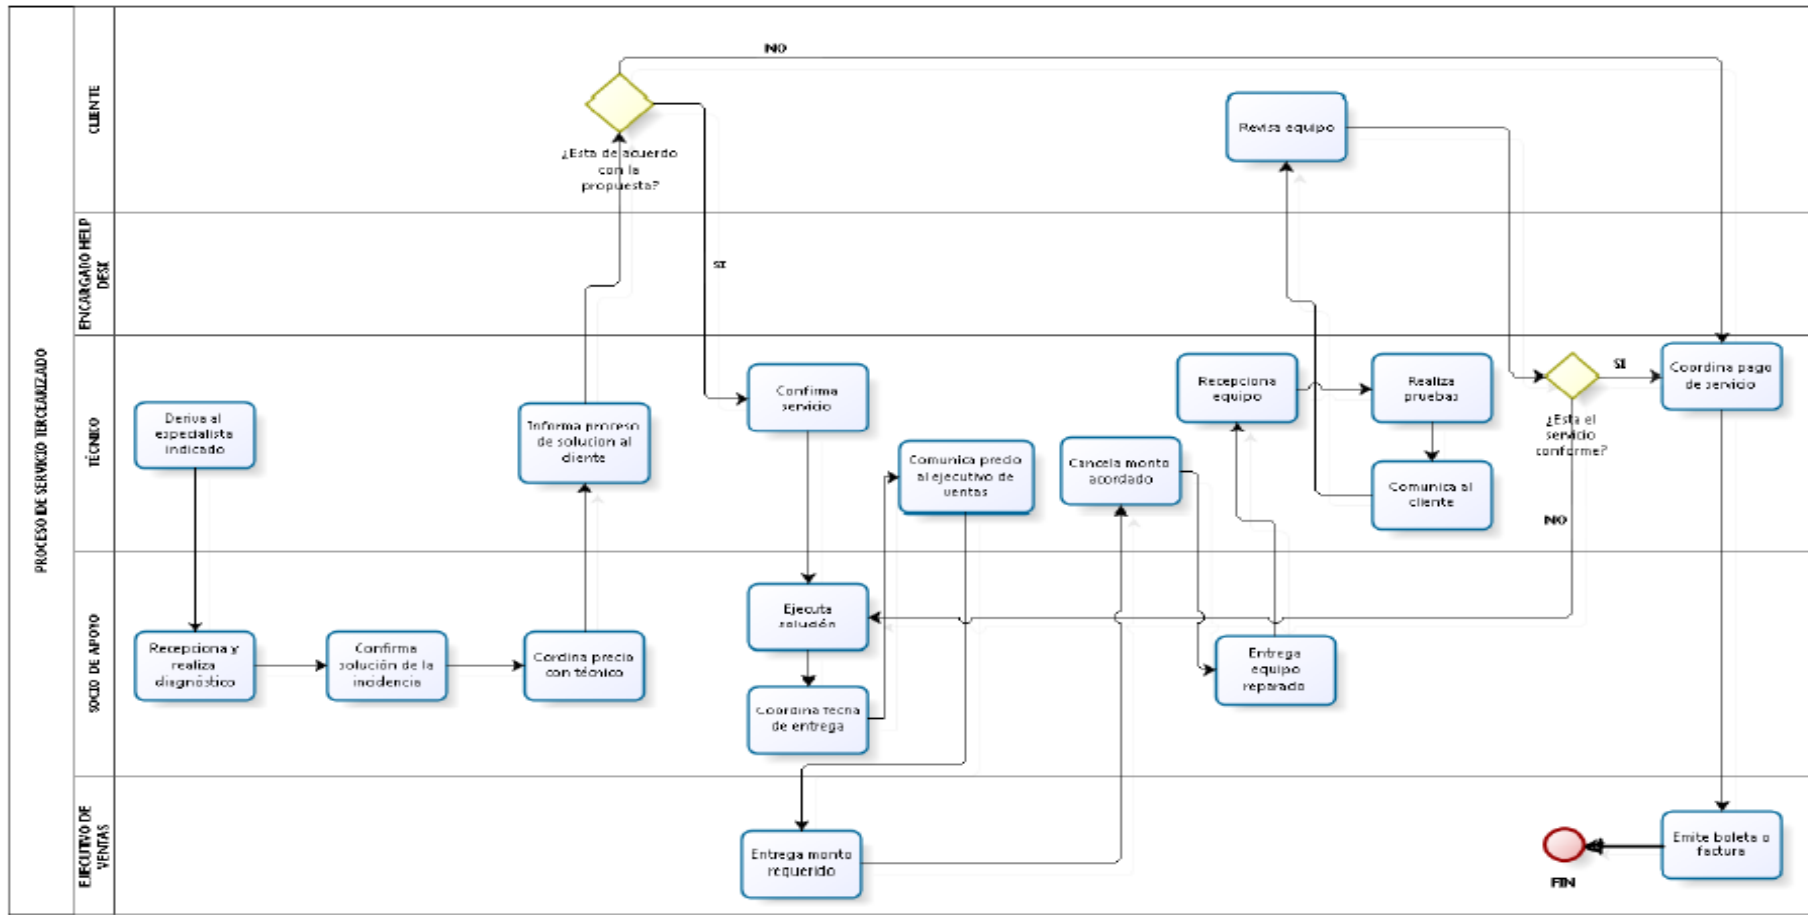 PROCESO DE SERVICIO TERCEARIZADO
CLIENTE
NO
¿Esta de acuerdo
con la
propuesta?
Revisa equipo
ENCARGADO HELP
DESK
SI
TÉCNICO
Deriva al
especialista
indicado
Informa proceso
de solucion al
cliente
Confirma
servicio
Comunica precio
al ejecutivo de
ventas
Cancela monto
acordado
Recepciona
equipo
Realiza
pruebas
Comunica al
cliente
¿Esta el
servicio
conforme?
SI
NO
Coordina pago
de servicio
SOCIO DE APOYO
Recepciona y
realiza
diagnóstico
Confirma
solución de la
incidencia
Cordina precio
con técnico
Ejecuta
solución
Coordina fecha
de entrega
Entrega
equipo
reparado
EJECUTIVO DE
VENTAS
Entrega monto
requerido
Emite boleta o
factura
FIN